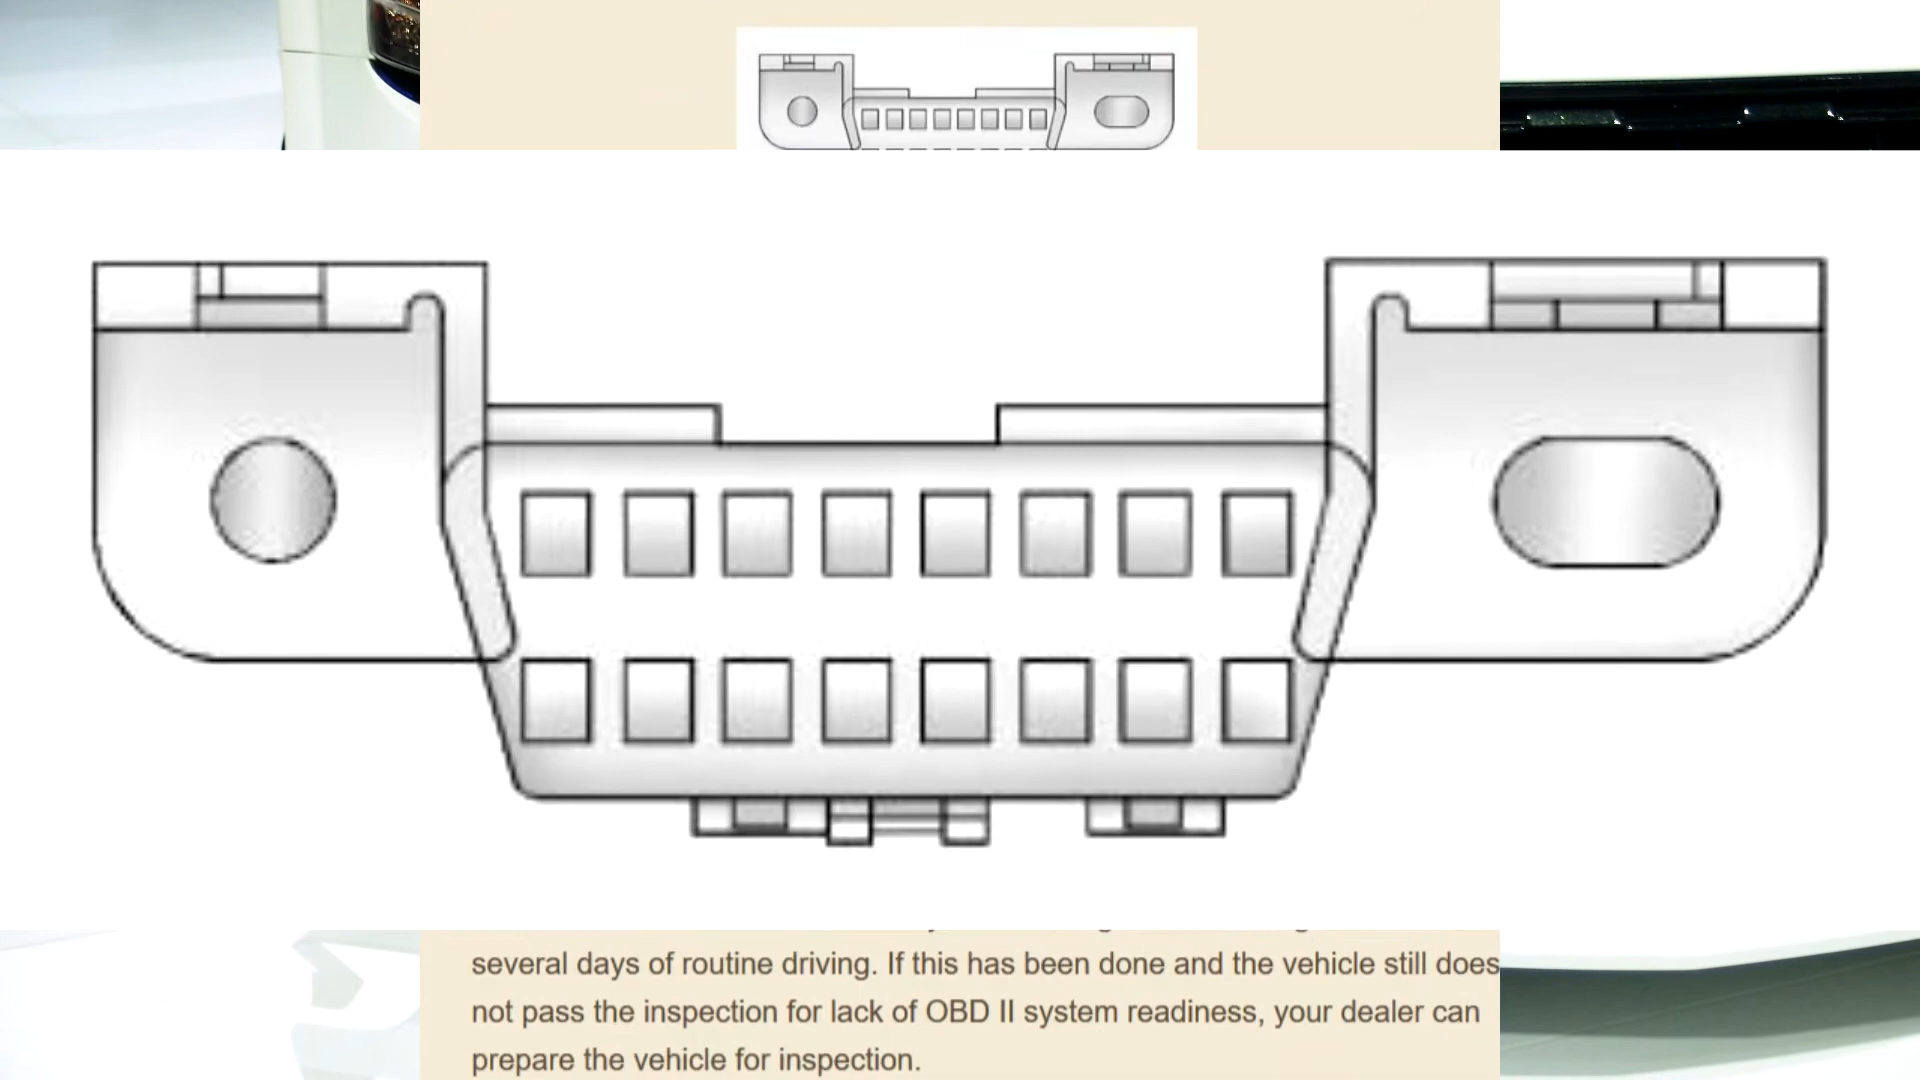 several days of routine driving. If this has been done and the vehicle still does
not pass the inspection for lack of OBD II system readiness, your dealer can
prepare the vehicle for inspection.